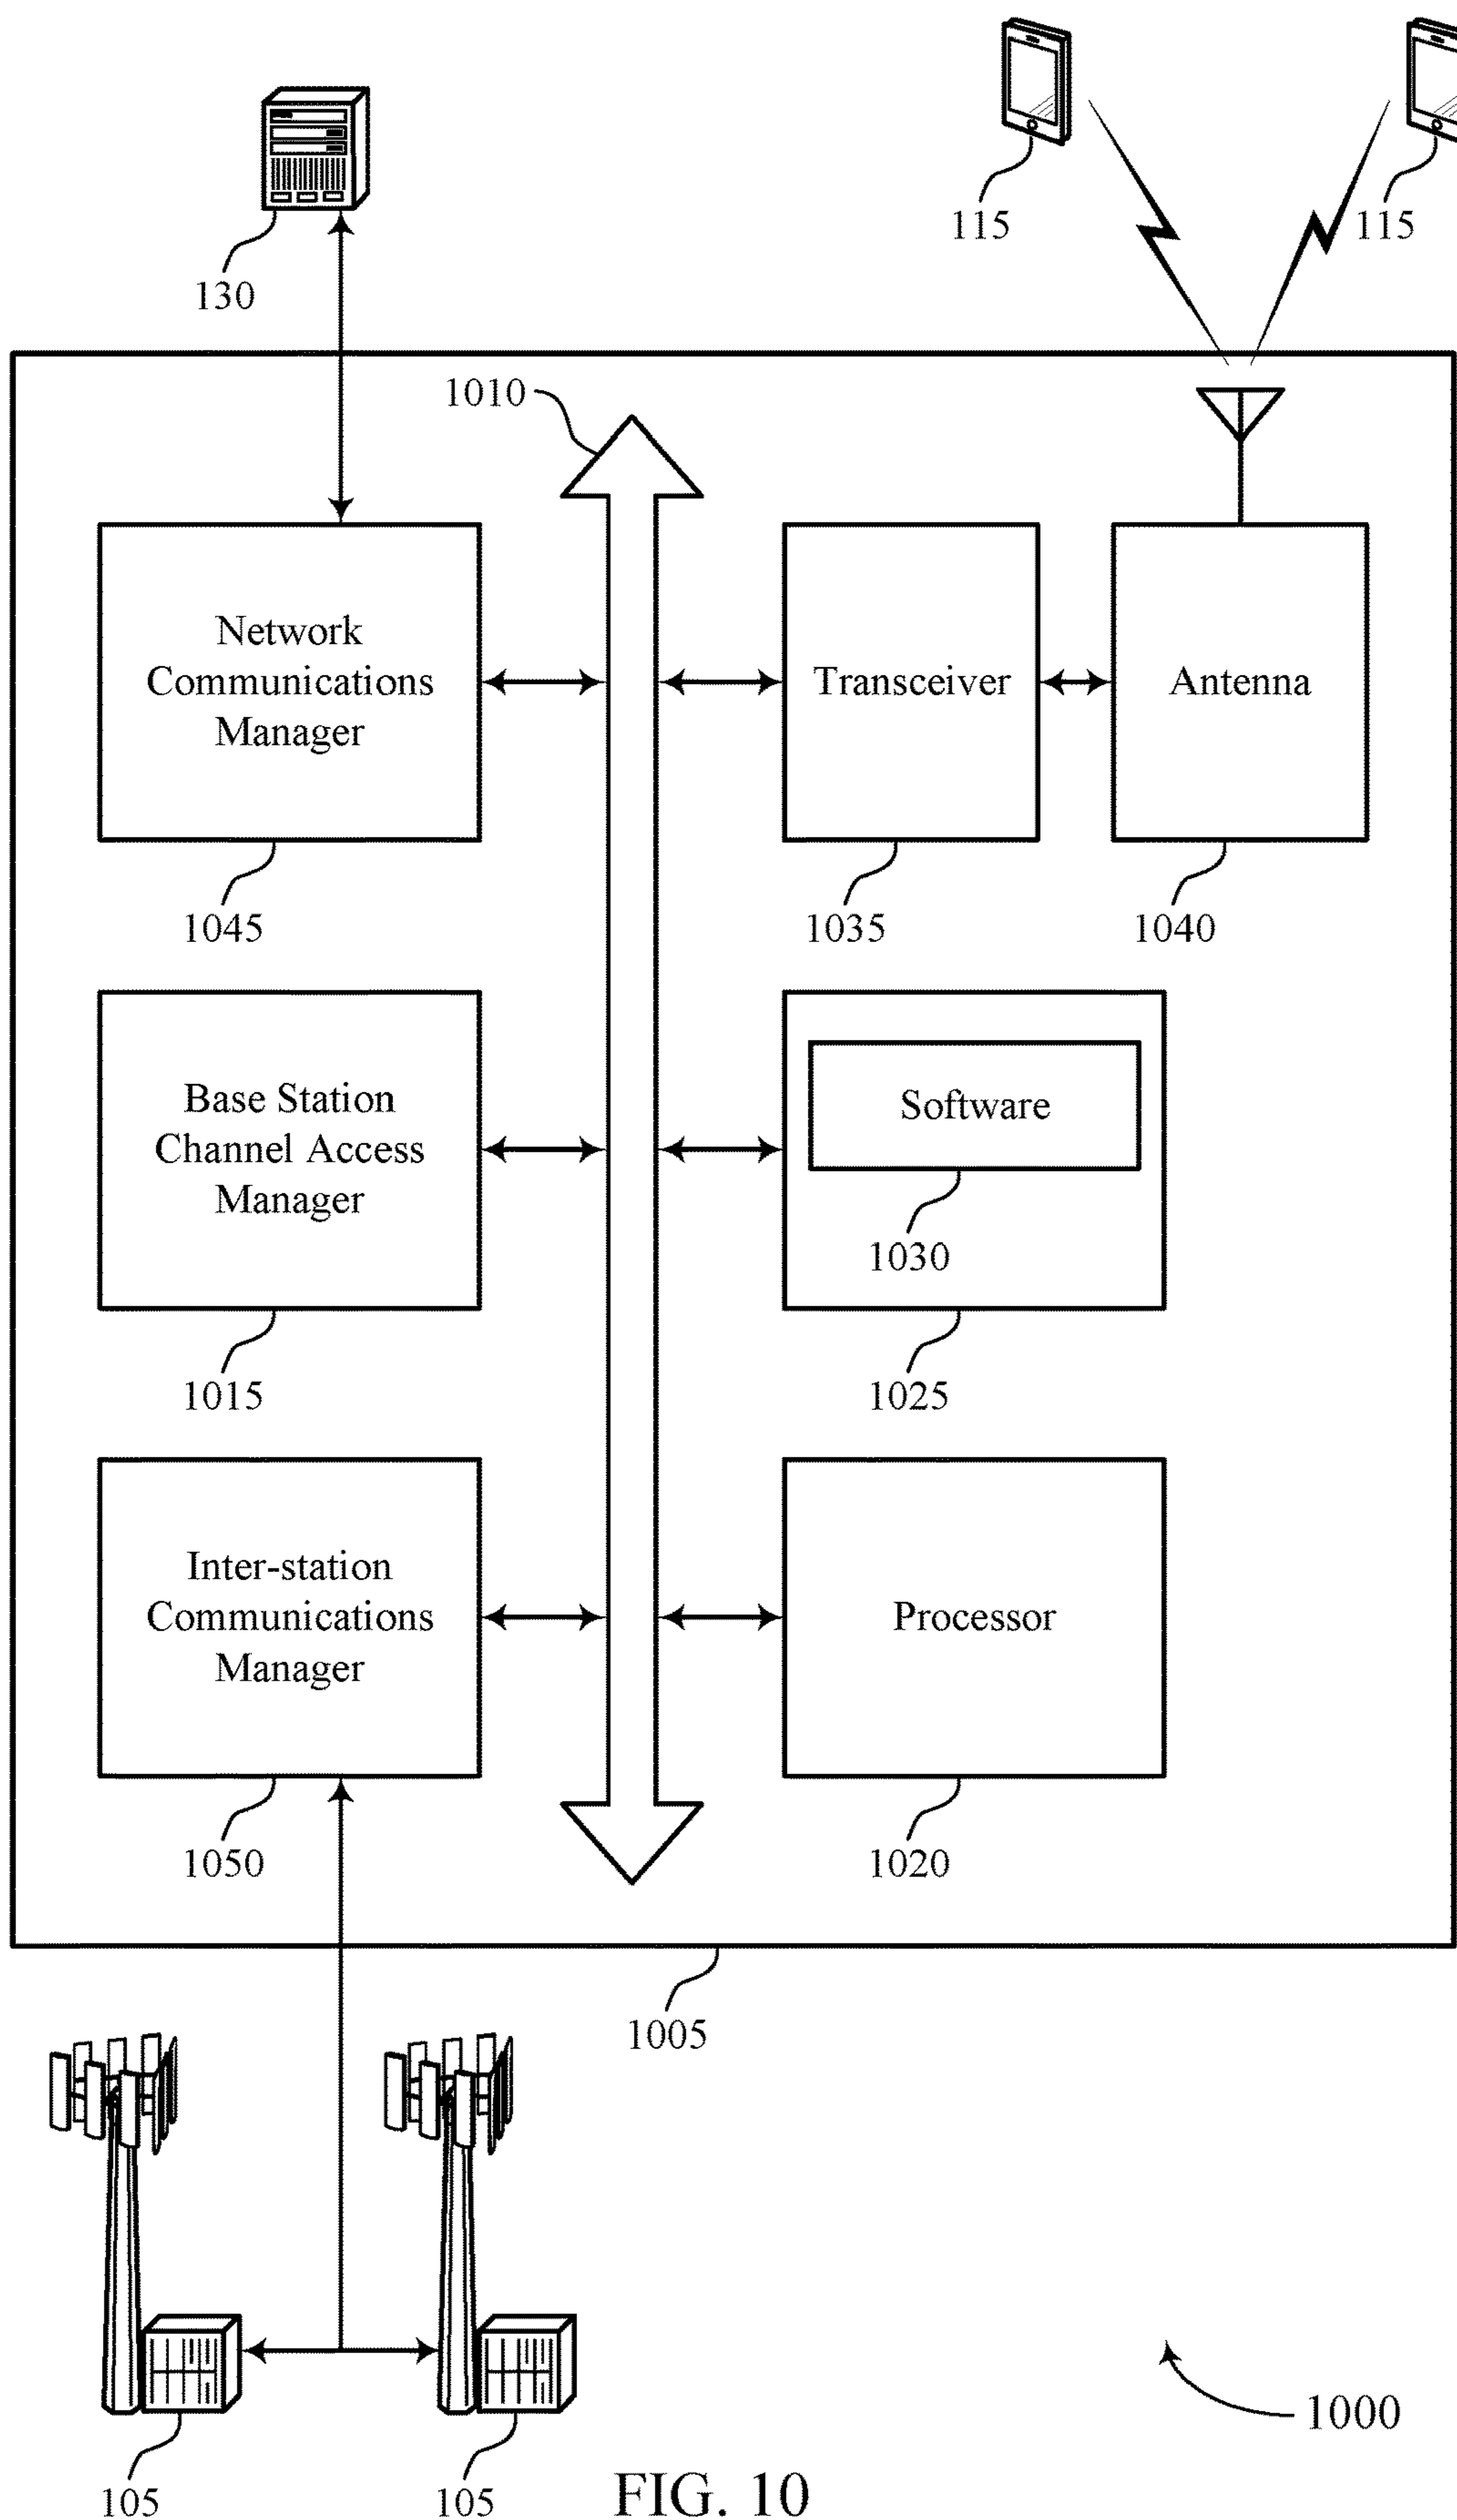 115
115
130
1010
Network
Communications
Manager
Transceiver
Antenna
1045
1035
1040
Base Station
Channel Access
Manager
Software
1030
1015
1025
Inter-station
Communications
Manager
Processor
1050
1020
1005
1000
105
105
FIG. 10